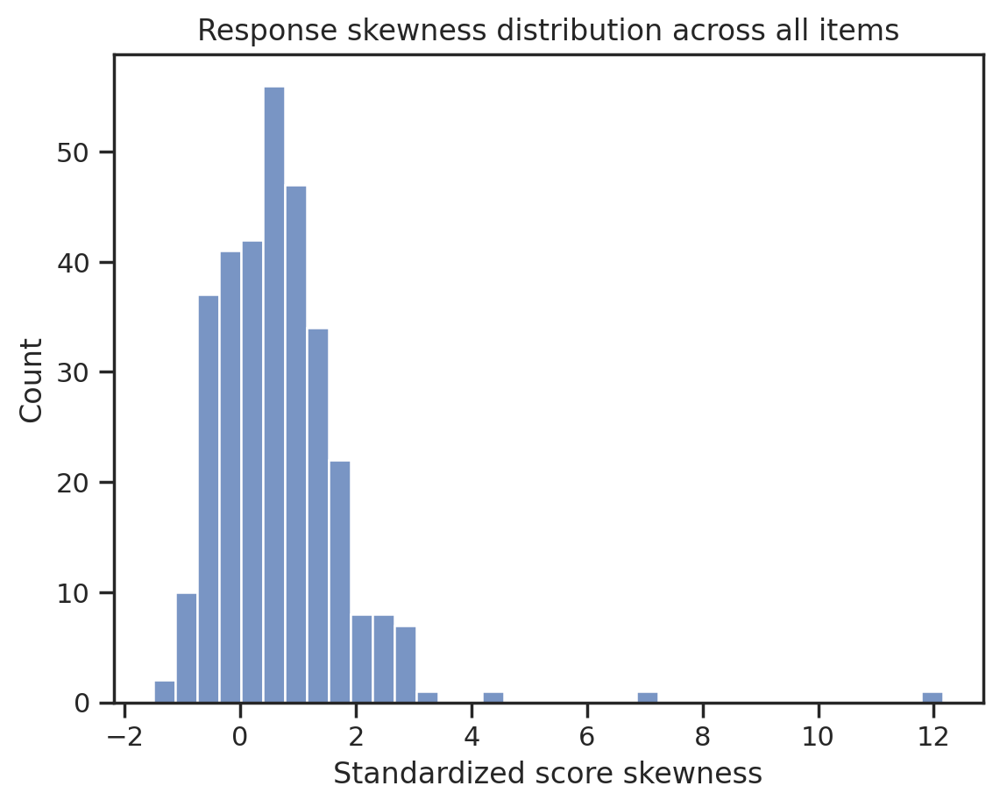 Response skewness distribution across all items
50
40
30
20
10
0
Count
−2 0 2 4 6 8 10 12
Standardized score skewness